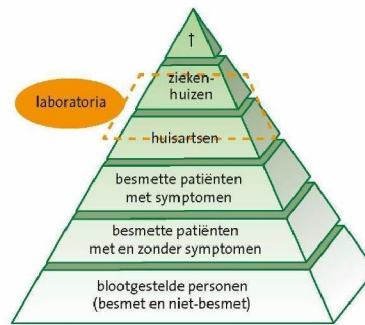 †
zieken-
huizen
laboratoria
huisartsen
besmette patiënten
met symptomen
besmette patiënten
met en zonder symptomen
blootgestelde personen
(besmet en niet-besmet)